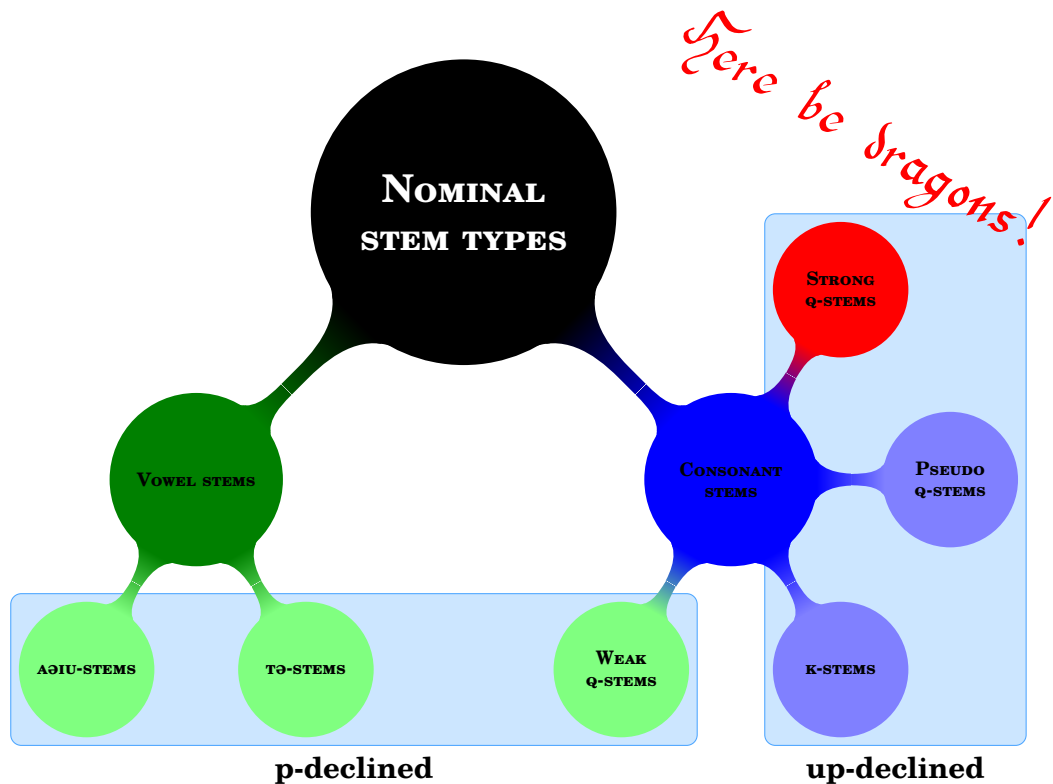 Here be dragons!
Nominal
stem types
Strong
q-stems
Vowel stems
Consonant
stems
Pseudo
q-stems
aəiu-stems
tə-stems
Weak
q-stems
k-stems
p-declined
up-declined